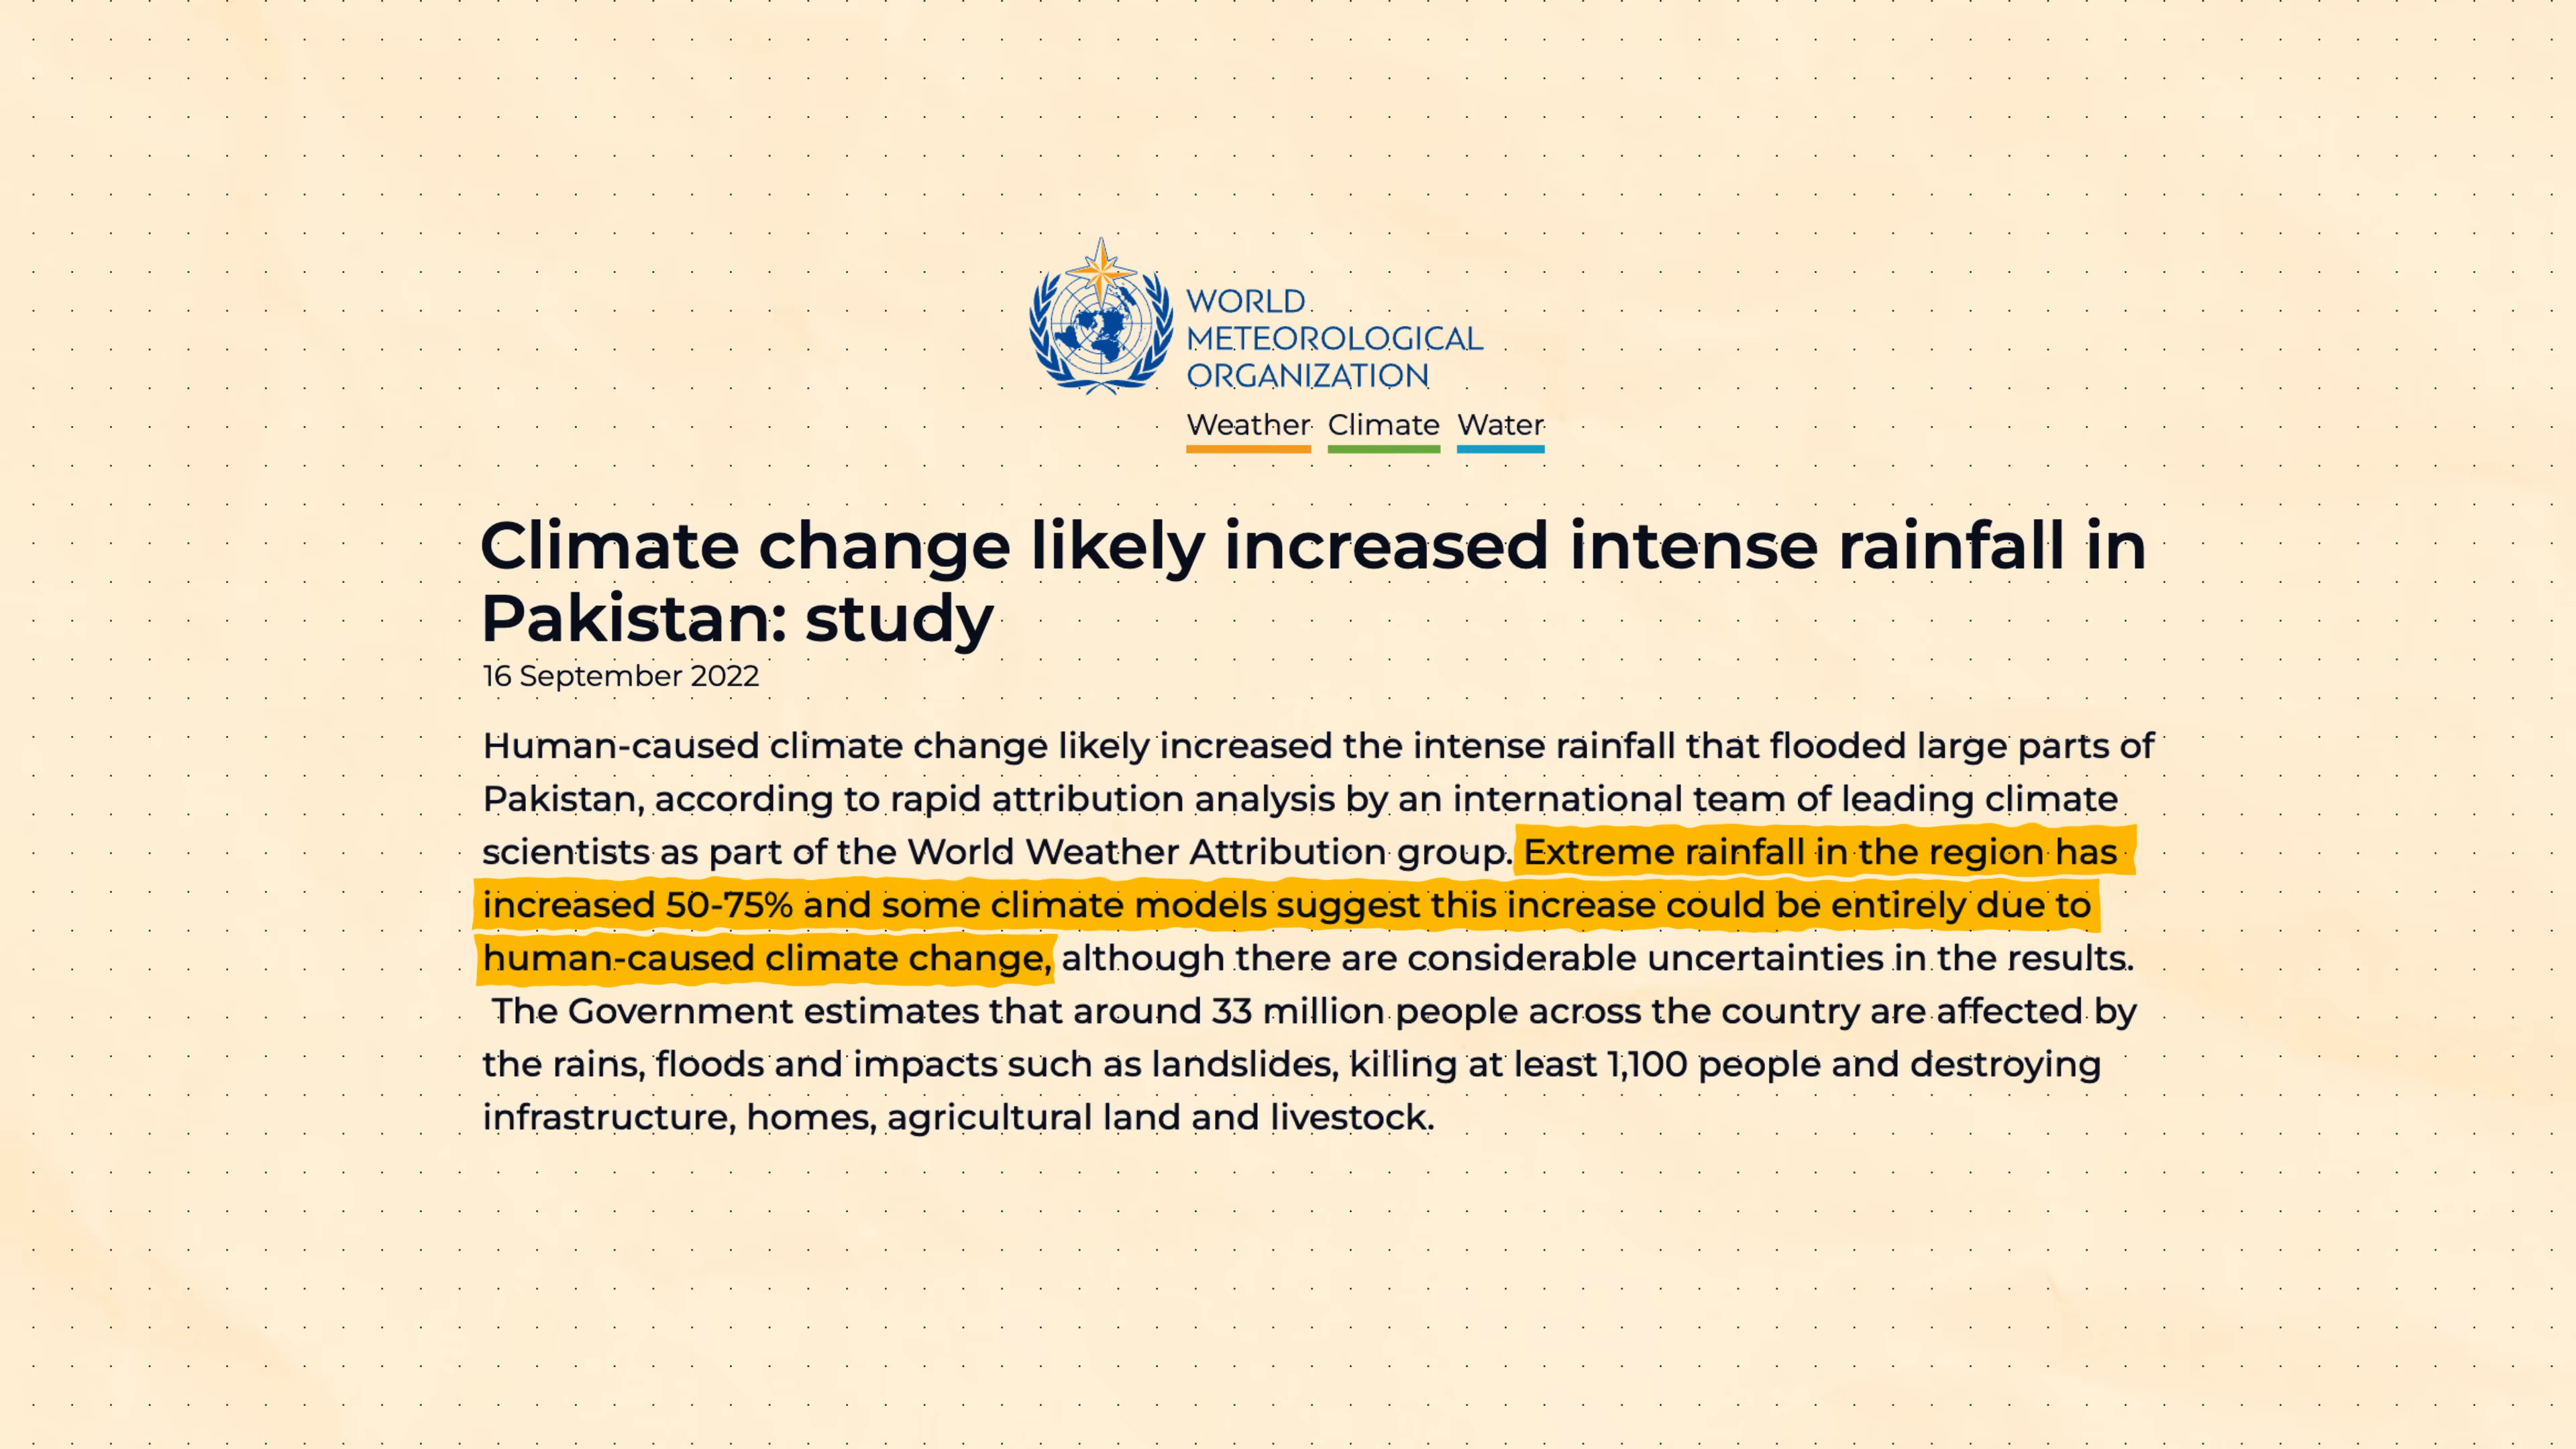 WORLD
METEOROLOGICAL
ORGANIZATION
Weather Climate Water
Climate change likely increased intense rainfall in
Pakistan: study
16 September 2022
Human-caused climate change likely increased the intense rainfall that flooded large parts of
Pakistan, according to rapid attribution analysis by an international team of leading climate
scientists as part of the World Weather Attribution group. Extreme rainfall in the region has
increased 50-75% and some climate models suggest this increase could be entirely due to
human-caused climate change, although there are considerable uncertainties in the results.
The Government estimates that around 33 million people across the country are affected by
the rains, floods and impacts such as landslides, killing at least 1,100 people and destroying
infrastructure, homes, agricultural land and livestock.